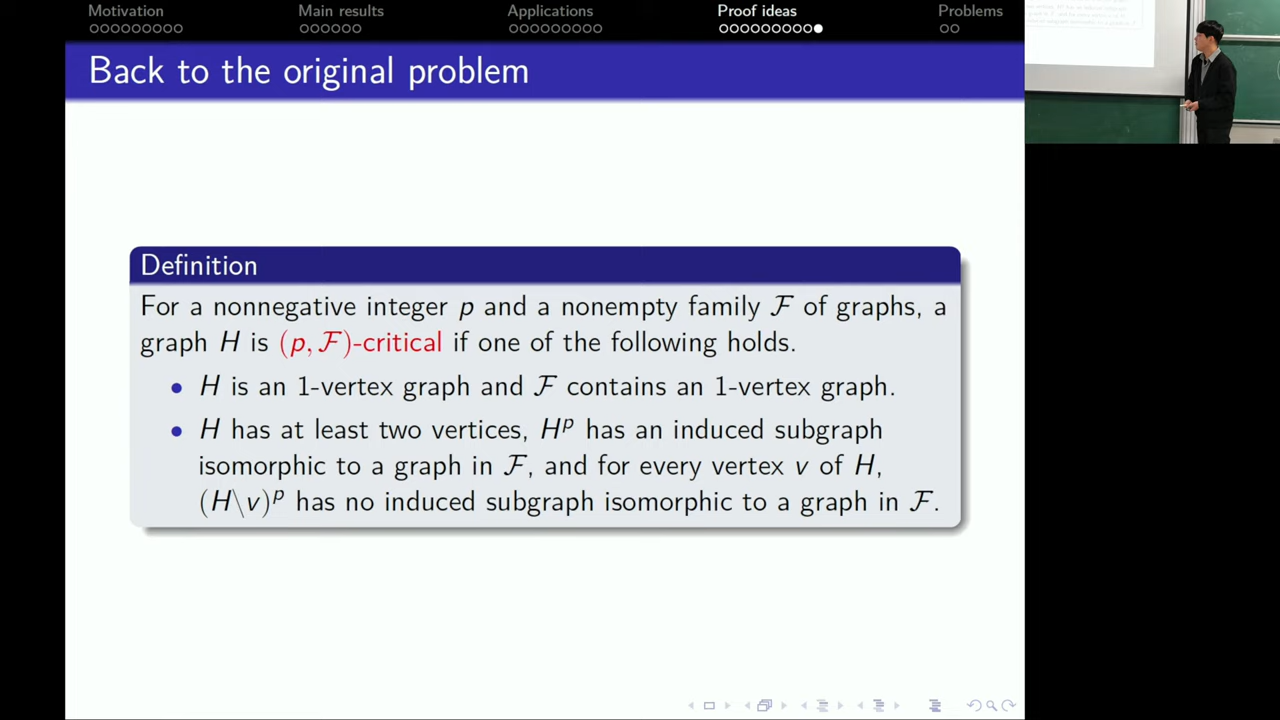 Motivation Main results Applications Proof ideas Problems
Back to the original problem
Definition
For a nonnegative integer p and a nonempty family ℱ of graphs, a
graph H is (p, ℱ)-critical if one of the following holds.
• H is an 1-vertex graph and ℱ contains an 1-vertex graph.
• H has at least two vertices, Hᵖ has an induced subgraph
isomorphic to a graph in ℱ, and for every vertex v of H,
(H\v)ᵖ has no induced subgraph isomorphic to a graph in ℱ.